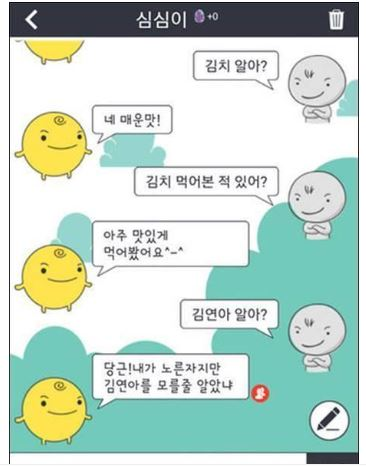 심심이 +0
김치 알아?
네 매운맛!
김치 먹어본 적 있어?
아주 맛있게
먹어봤어요^-^
김연아 알아?
당근!내가 노른자지만
김연아를 모를줄 알았냐